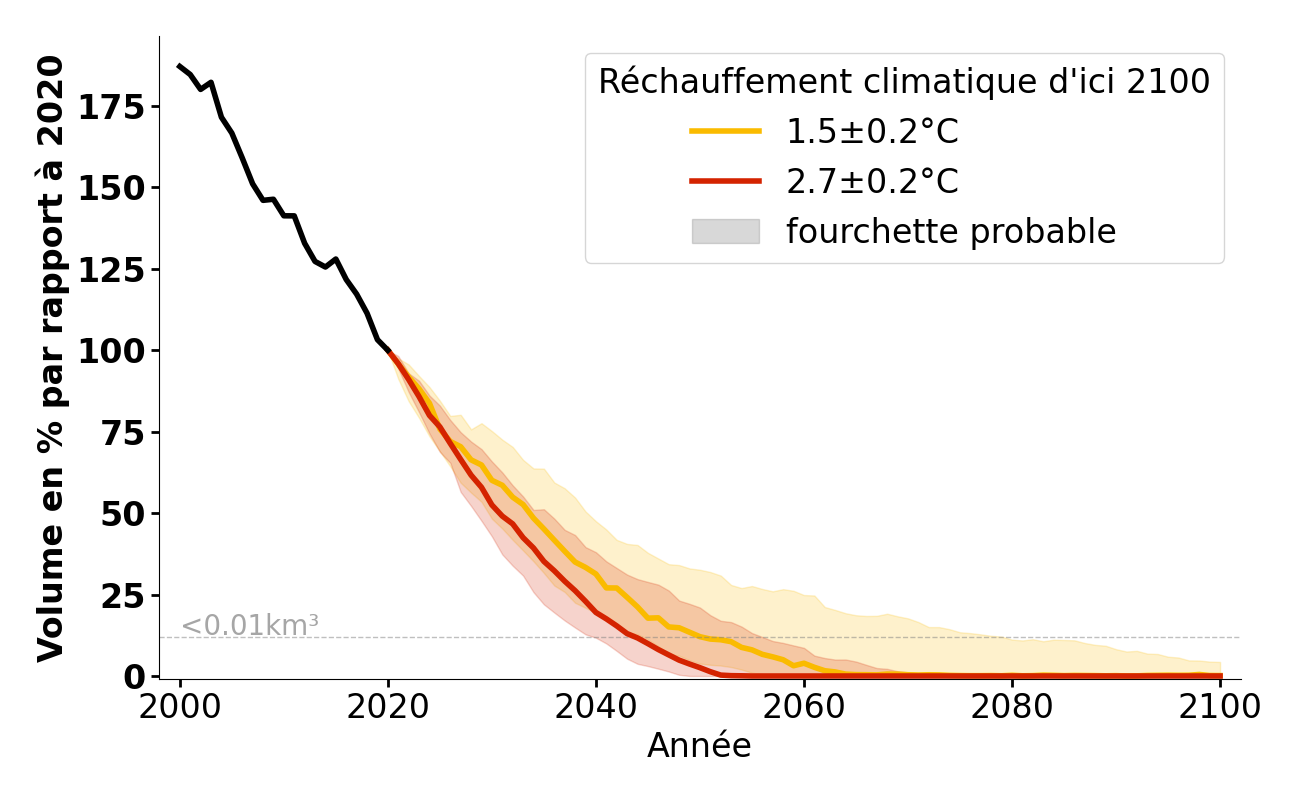 Volume en % par rapport à 2020
175
150
125
100
75
50
25
0
Réchauffement climatique d'ici 2100
1.5±0.2°C
2.7±0.2°C
fourchette probable
<0.01km³
2000 2020 2040 2060 2080 2100
Année